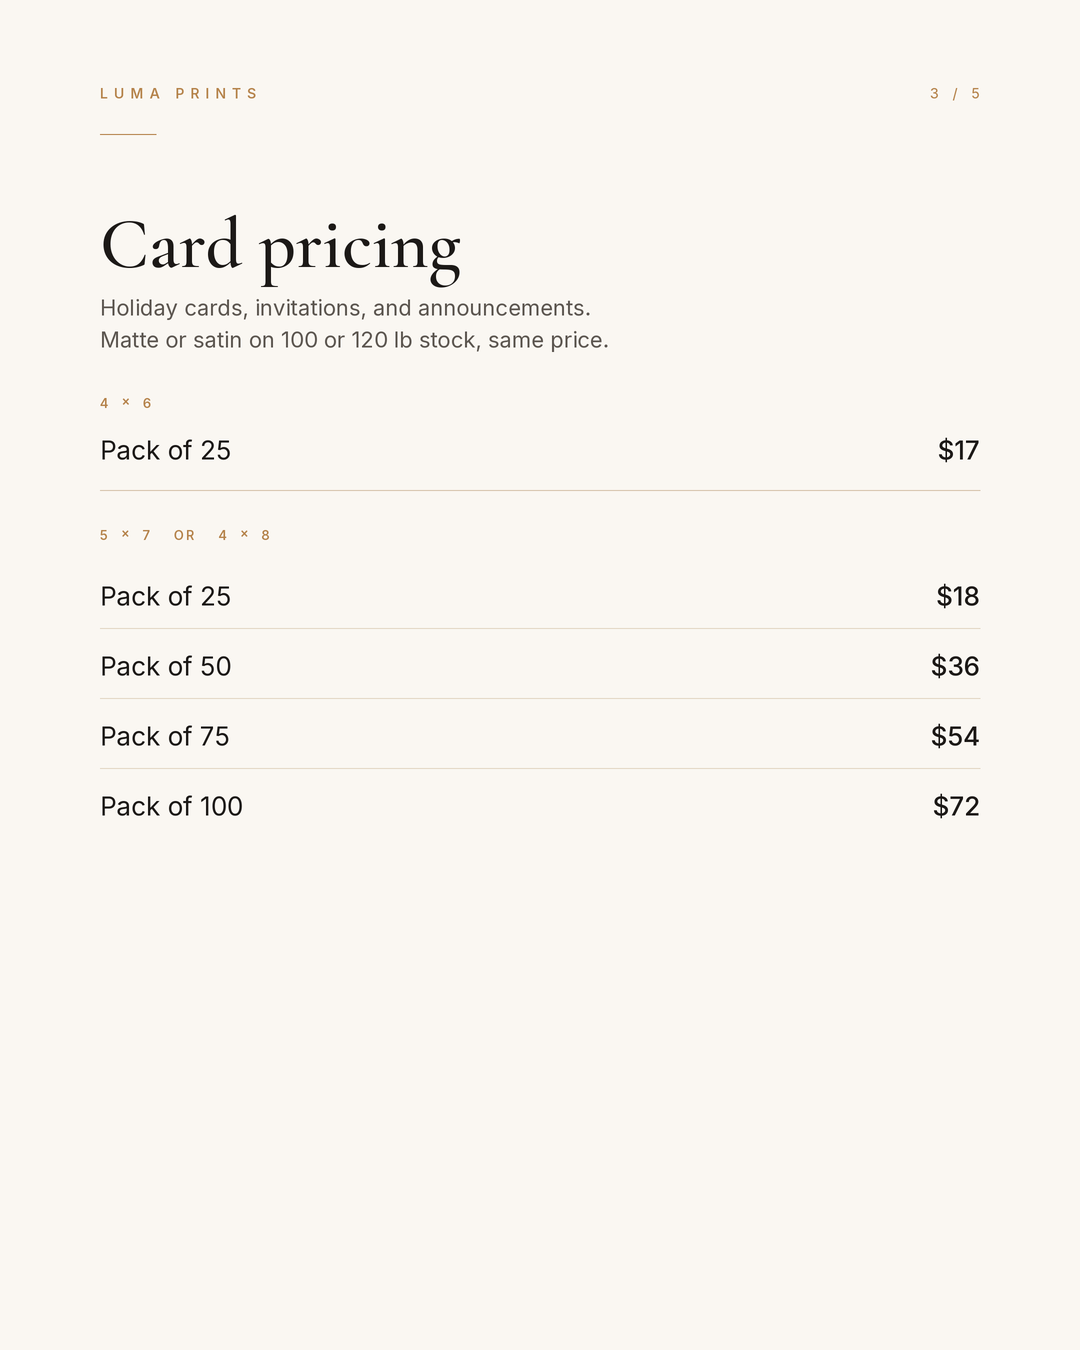 LUMA PRINTS
3 / 5
Card pricing
Holiday cards, invitations, and announcements.
Matte or satin on 100 or 120 lb stock, same price.
4 × 6
Pack of 25 $17
5 × 7 OR 4 × 8
Pack of 25 $18
Pack of 50 $36
Pack of 75 $54
Pack of 100 $72